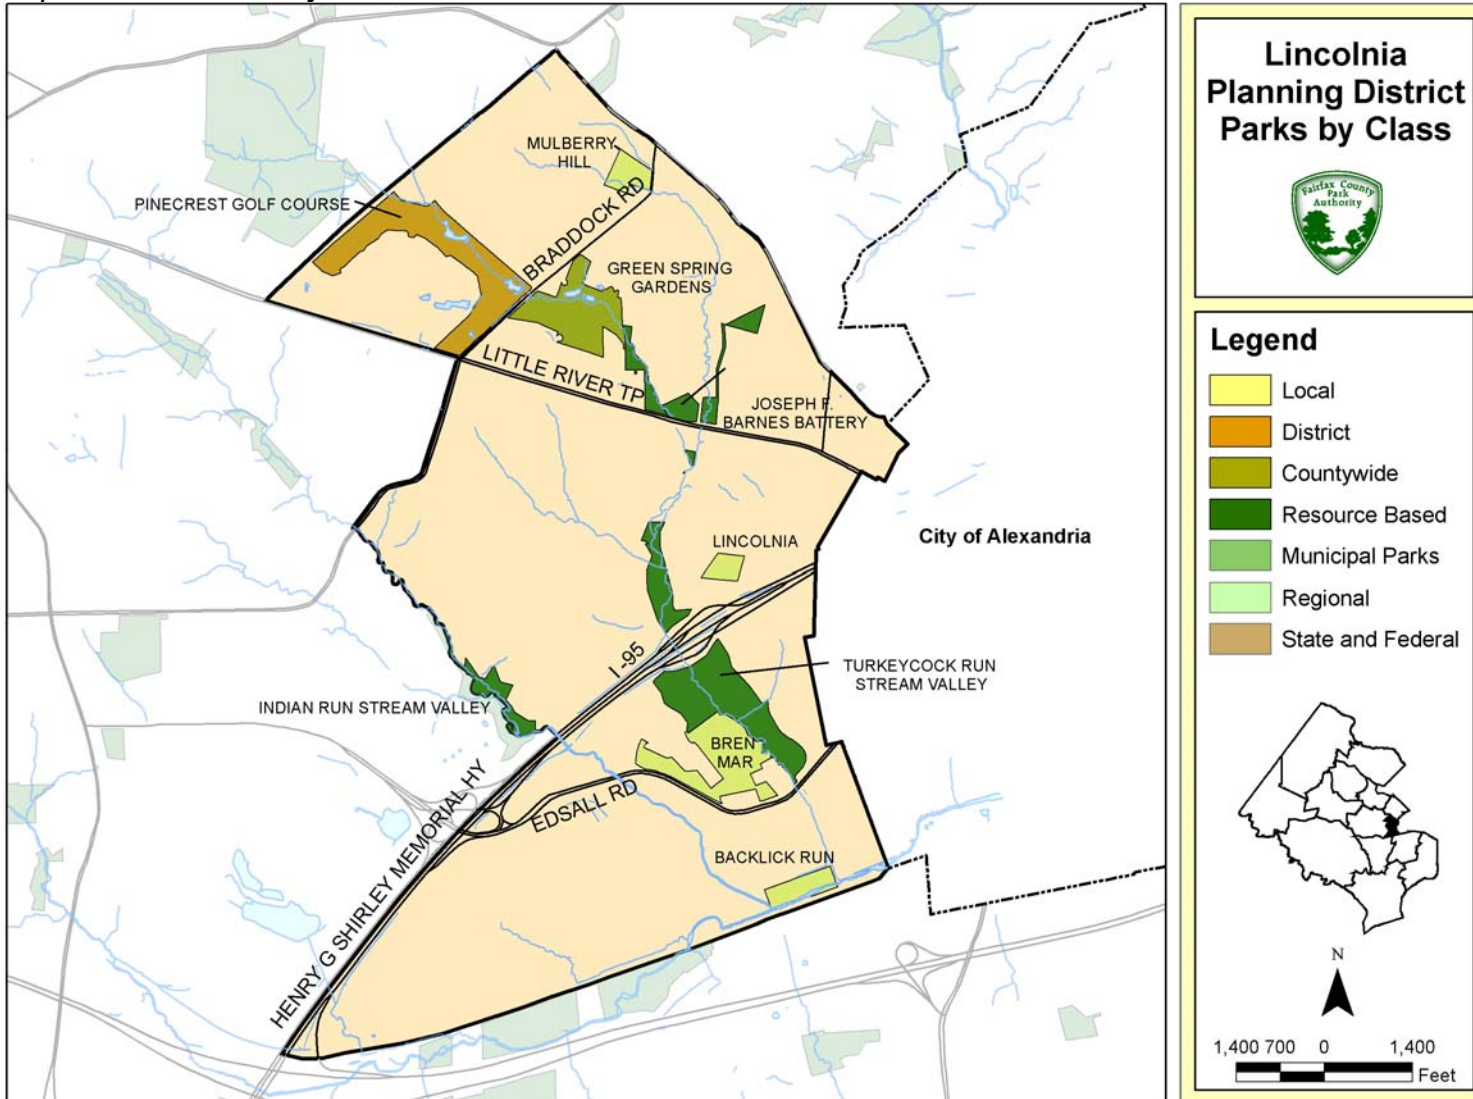 Lincolnia
Planning District
Parks by Class
Fairfax County
Park
Authority
Legend
Local
District
Countywide
Resource Based
Municipal Parks
Regional
State and Federal
N
1,400 700 0 1,400
Feet
MULBERRY
HILL
PINECREST GOLF COURSE
BRADDOCK RD
GREEN SPRING
GARDENS
LITTLE RIVER TP
JOSEPH F.
BARNES BATTERY
City of Alexandria
LINCOLNIA
I-95
TURKEYCOCK RUN
STREAM VALLEY
INDIAN RUN STREAM VALLEY
BREN
MAR
EDSALL RD
HENRY G SHIRLEY MEMORIAL HY
BACKLICK RUN